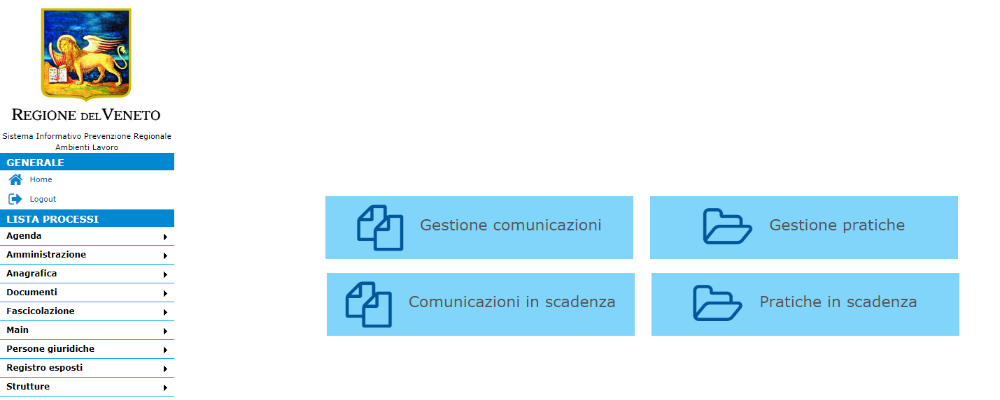 REGIONE DEL VENETO
Sistema Informativo Prevenzione Regionale
Ambienti Lavoro
GENERALE
Home
Logout
LISTA PROCESSI
Agenda
Amministrazione
Anagrafica
Documenti
Fascicolazione
Main
Persone giuridiche
Registro esposti
Strutture
Gestione comunicazioni
Gestione pratiche
Comunicazioni in scadenza
Pratiche in scadenza